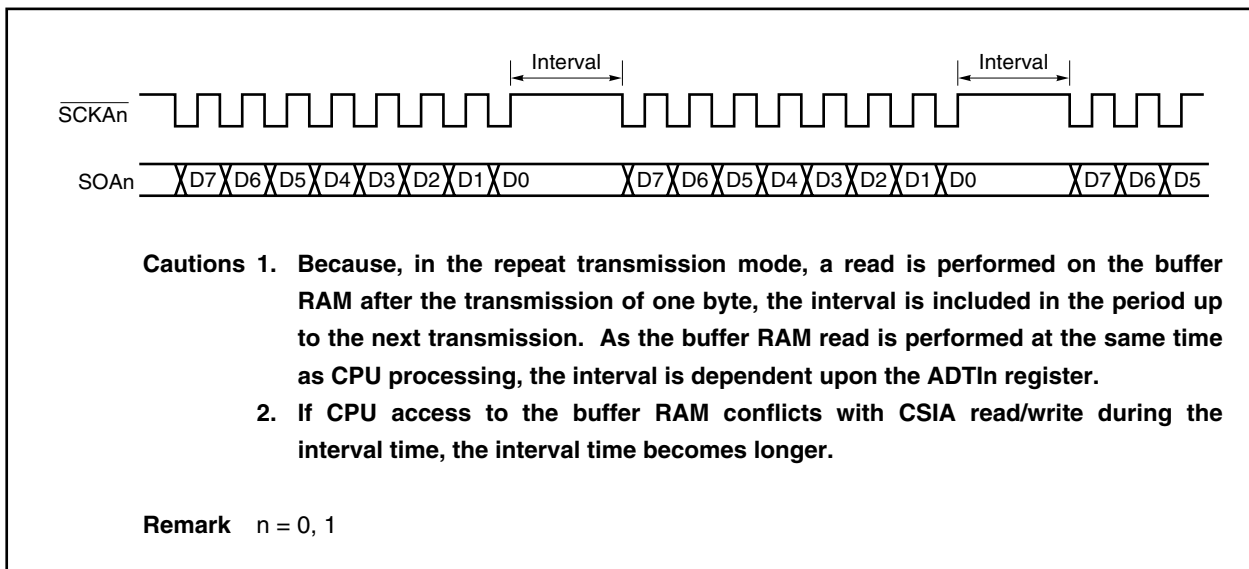 Interval Interval
SCKAn
SOAn D7 D6 D5 D4 D3 D2 D1 D0 D7 D6 D5 D4 D3 D2 D1 D0 D7 D6 D5
Cautions 1. Because, in the repeat transmission mode, a read is performed on the buffer
RAM after the transmission of one byte, the interval is included in the period up
to the next transmission. As the buffer RAM read is performed at the same time
as CPU processing, the interval is dependent upon the ADTIn register.
2. If CPU access to the buffer RAM conflicts with CSIA read/write during the
interval time, the interval time becomes longer.
Remark n = 0, 1